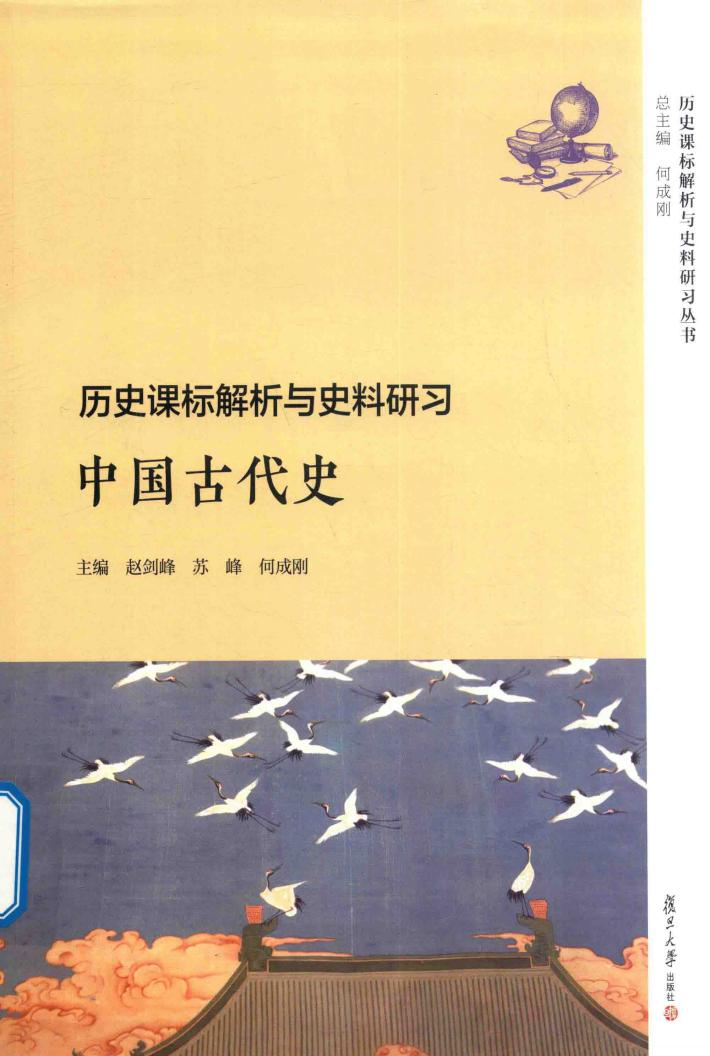 历史课标解析与史料研习丛书
总主编 何成刚
历史课标解析与史料研习
中国古代史
主编 赵剑峰 苏 峰 何成刚
復旦大學 出版社